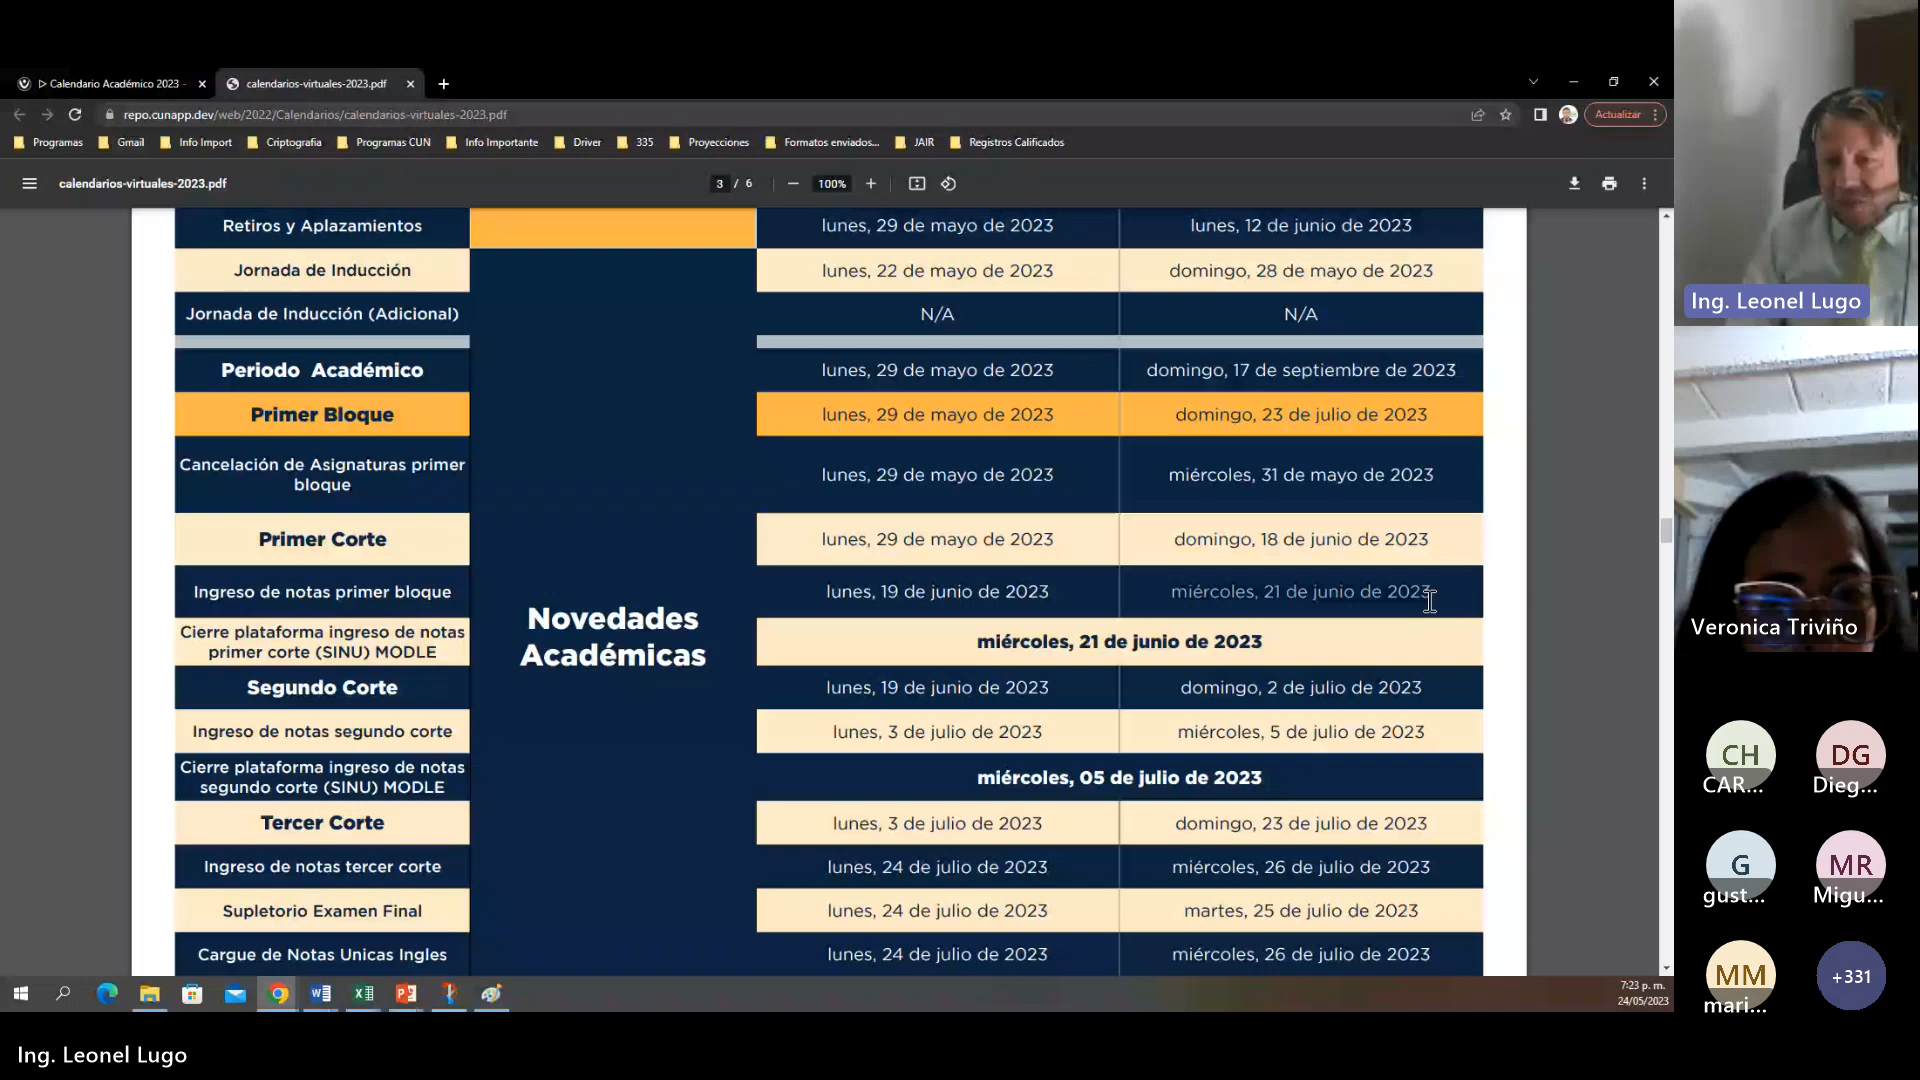 ▷ Calendario Académico 2023 -
calendarios-virtuales-2023.pdf
repo.cunapp.dev/web/2022/Calendarios/calendarios-virtuales-2023.pdf
Actualizar
Programas
Gmail
Info Import
Criptografia
Programas CUN
Info Importante
Driver
335
Proyecciones
Formatos enviados...
JAIR
Registros Calificados
calendarios-virtuales-2023.pdf
3 / 6
100%
Retiros y Aplazamientos
lunes, 29 de mayo de 2023
lunes, 12 de junio de 2023
Jornada de Inducción
lunes, 22 de mayo de 2023
domingo, 28 de mayo de 2023
Jornada de Inducción (Adicional)
N/A
N/A
Periodo Académico
lunes, 29 de mayo de 2023
domingo, 17 de septiembre de 2023
Primer Bloque
lunes, 29 de mayo de 2023
domingo, 23 de julio de 2023
Cancelación de Asignaturas primer
bloque
lunes, 29 de mayo de 2023
miércoles, 31 de mayo de 2023
Primer Corte
lunes, 29 de mayo de 2023
domingo, 18 de junio de 2023
Ingreso de notas primer bloque
lunes, 19 de junio de 2023
miércoles, 21 de junio de 2023
Novedades
Académicas
Cierre plataforma ingreso de notas
primer corte (SINU) MODLE
miércoles, 21 de junio de 2023
Segundo Corte
lunes, 19 de junio de 2023
domingo, 2 de julio de 2023
Ingreso de notas segundo corte
lunes, 3 de julio de 2023
miércoles, 5 de julio de 2023
Cierre plataforma ingreso de notas
segundo corte (SINU) MODLE
miércoles, 05 de julio de 2023
Tercer Corte
lunes, 3 de julio de 2023
domingo, 23 de julio de 2023
Ingreso de notas tercer corte
lunes, 24 de julio de 2023
miércoles, 26 de julio de 2023
Supletorio Examen Final
lunes, 24 de julio de 2023
martes, 25 de julio de 2023
Cargue de Notas Unicas Ingles
lunes, 24 de julio de 2023
miércoles, 26 de julio de 2023
7:23 p. m.
24/05/2023
Ing. Leonel Lugo
Ing. Leonel Lugo
Veronica Triviño
CH
CAR...
DG
Dieg...
G
gust...
MR
Migu...
MM
mari...
+331